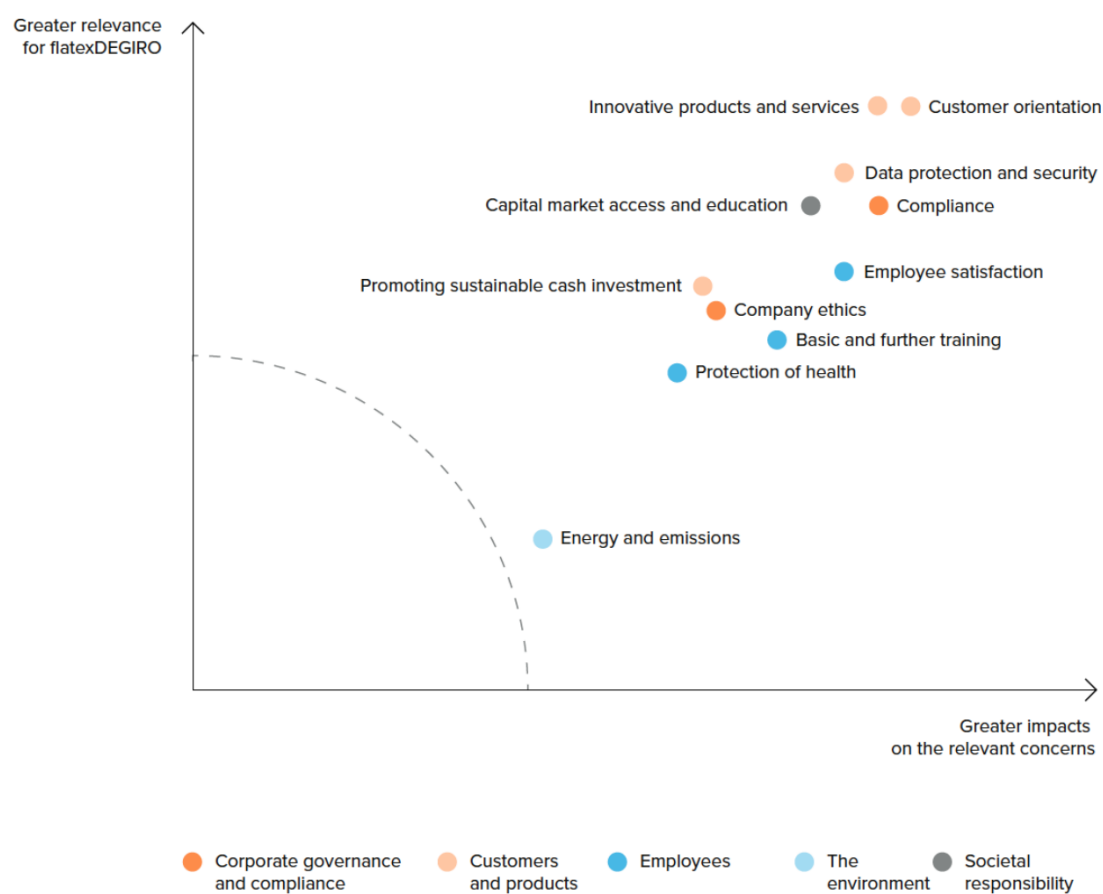 Greater relevance
for flatexDEGIRO
Innovative products and services
Customer orientation
Data protection and security
Capital market access and education
Compliance
Employee satisfaction
Promoting sustainable cash investment
Company ethics
Basic and further training
Protection of health
Energy and emissions
Greater impacts
on the relevant concerns
Corporate governance
and compliance
Customers
and products
Employees
The
environment
Societal
responsibility